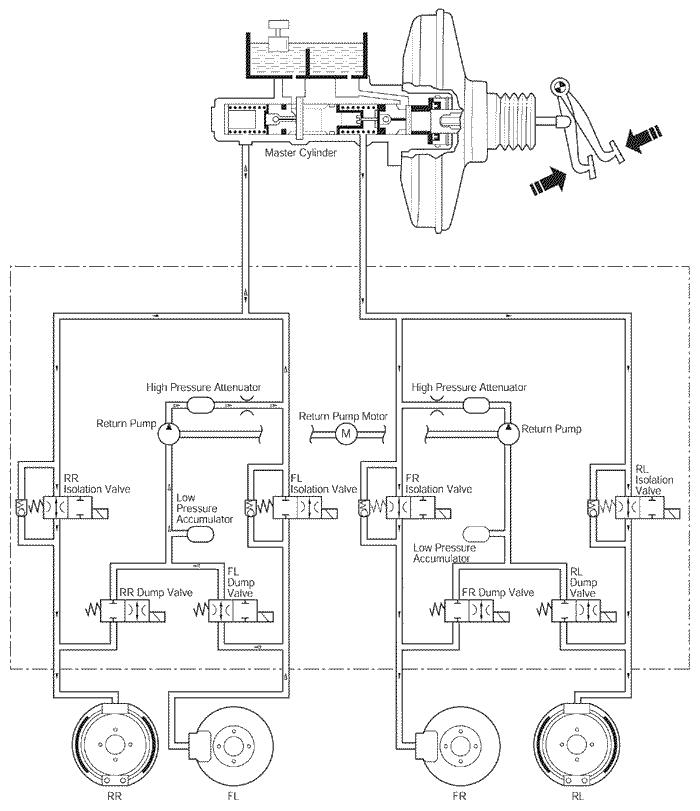 Master Cylinder
High Pressure Attenuator
High Pressure Attenuator
Return Pump
Return Pump Motor
M
Return Pump
RR
Isolation Valve
FL
Isolation Valve
FR
Isolation Valve
RL
Isolation
Valve
Low
Pressure
Accumulator
Low Pressure
Accumulator
RR Dump Valve
FL
Dump
Valve
FR Dump Valve
RL
Dump
Valve
RR
FL
FR
RL